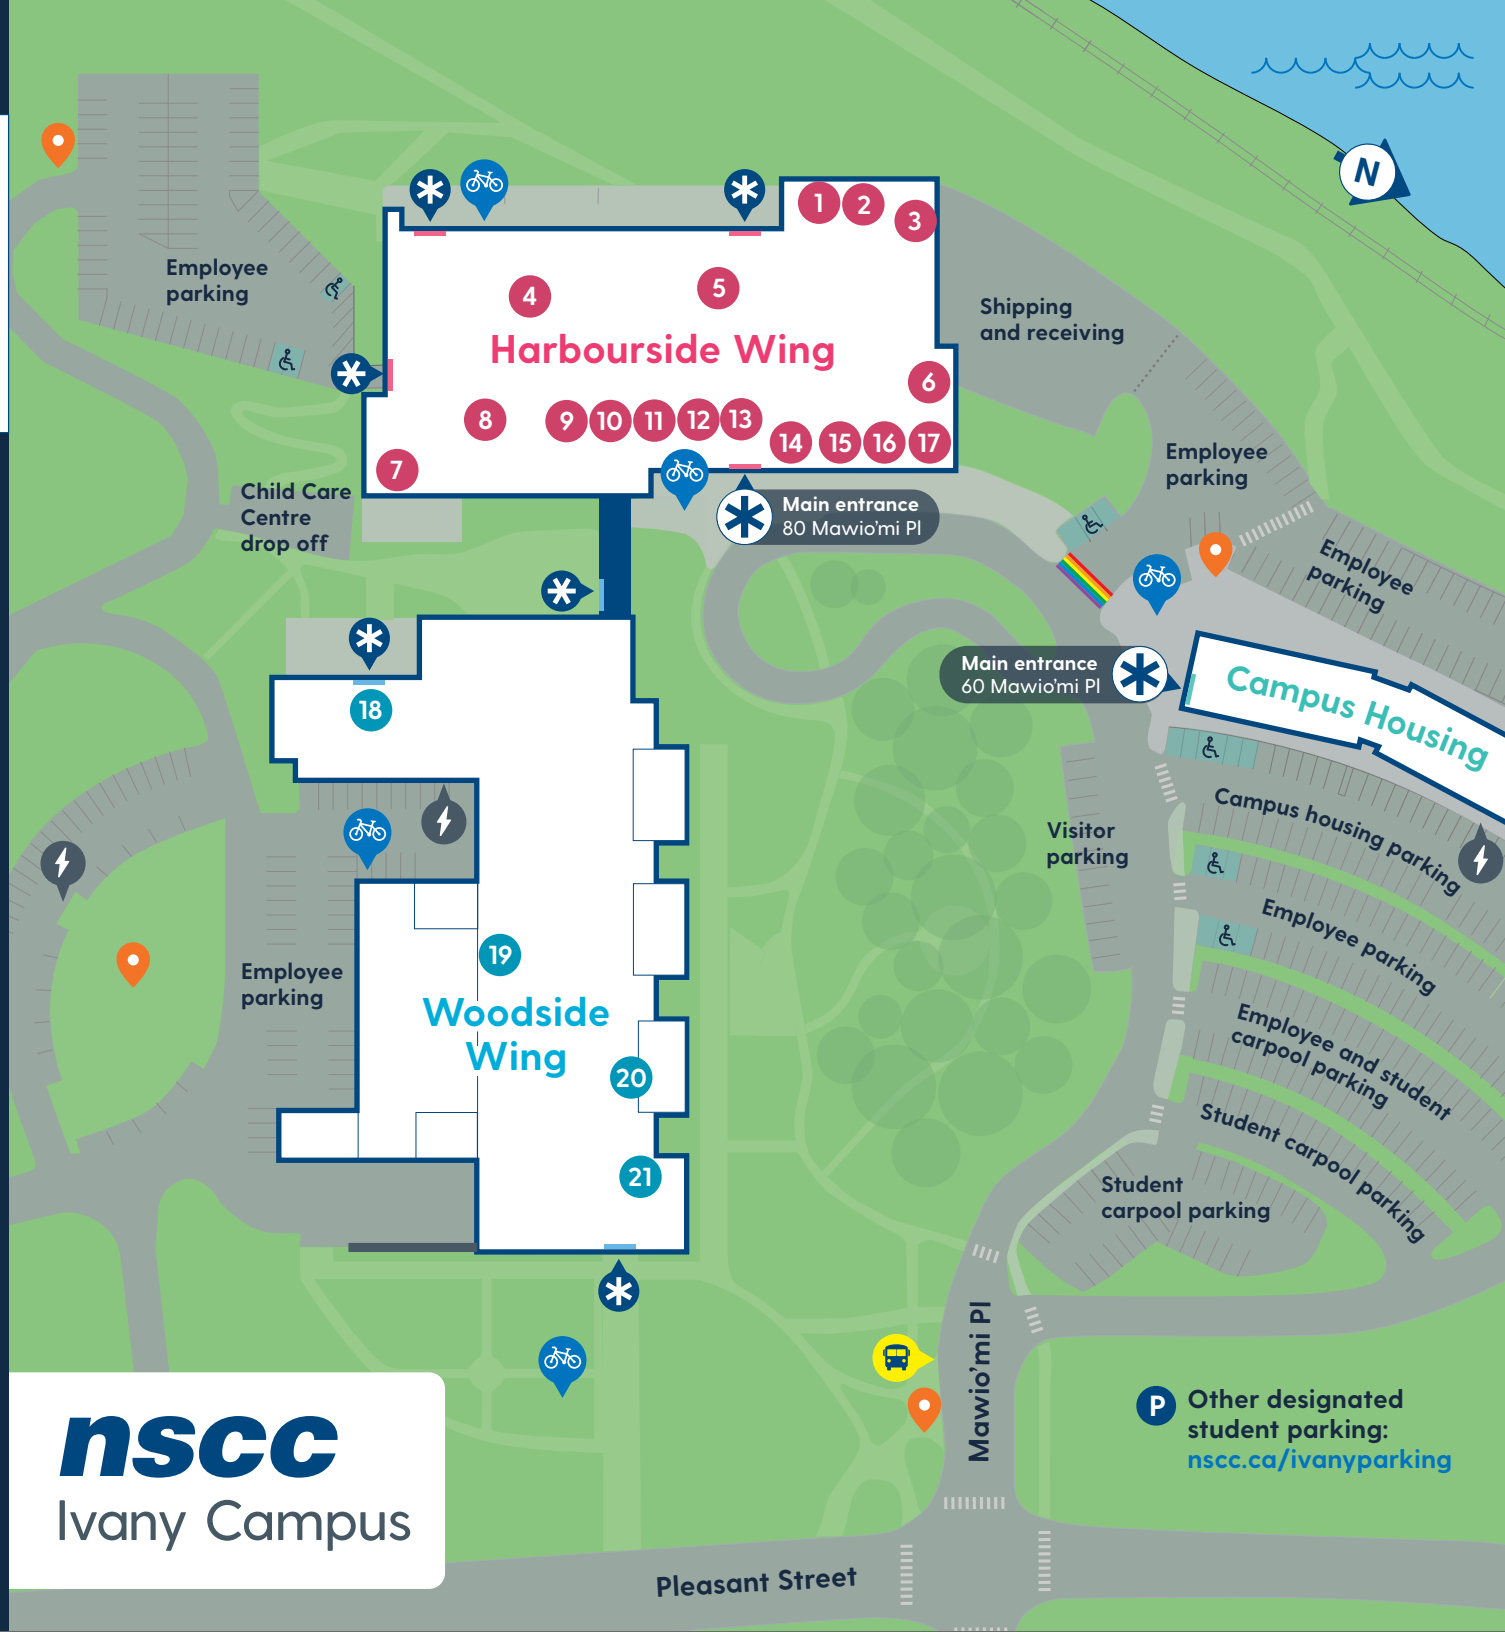 N
1
2
3
Employee
parking
4
5
Shipping
and receiving
Harbourside Wing
6
8
9
10
11
12
13
14
15
16
17
7
Employee
parking
Child Care
Centre
drop off
Main entrance
80 Mawio'mi Pl
Employee
parking
Main entrance
60 Mawio'mi Pl
Campus Housing
18
Campus housing parking
Visitor
parking
Employee parking
19
Employee
parking
Woodside
Wing
Employee and student
carpool parking
20
Student carpool parking
21
Student
carpool parking
Mawio'mi Pl
P
Other designated
student parking:
nscc.ca/ivanyparking
nscc
Ivany Campus
Pleasant Street